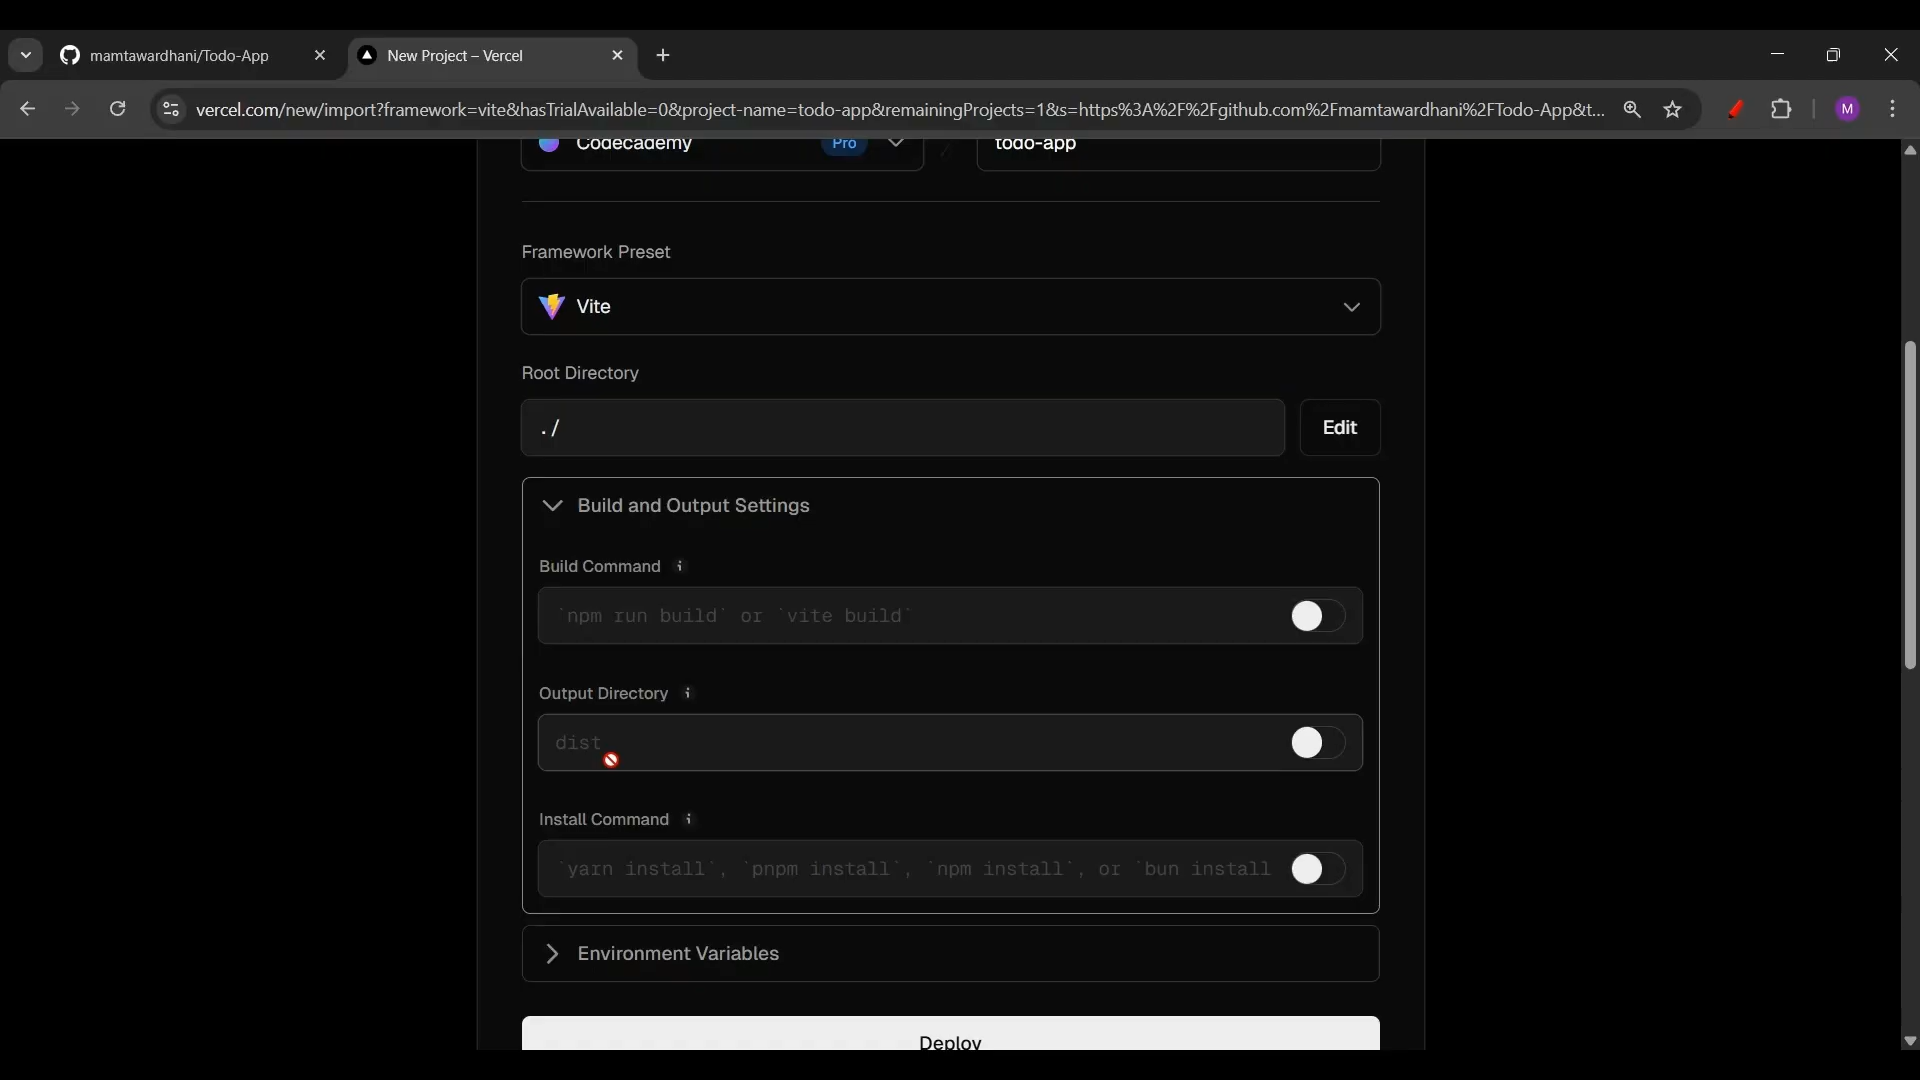 mamtawardhani/Todo-App
New Project – Vercel
vercel.com/new/import?framework=vite&hasTrialAvailable=0&project-name=todo-app&remainingProjects=1&s=https%3A%2F%2Fgithub.com%2Fmamtawardhani%2FTodo-App&t...
M
Codecademy
Pro
todo-app
Framework Preset
Vite
Root Directory
./
Edit
Build and Output Settings
Build Command i
`npm run build` or `vite build`
Output Directory i
dist
Install Command i
`yarn install`, `pnpm install`, `npm install`, or `bun install
Environment Variables
Deploy